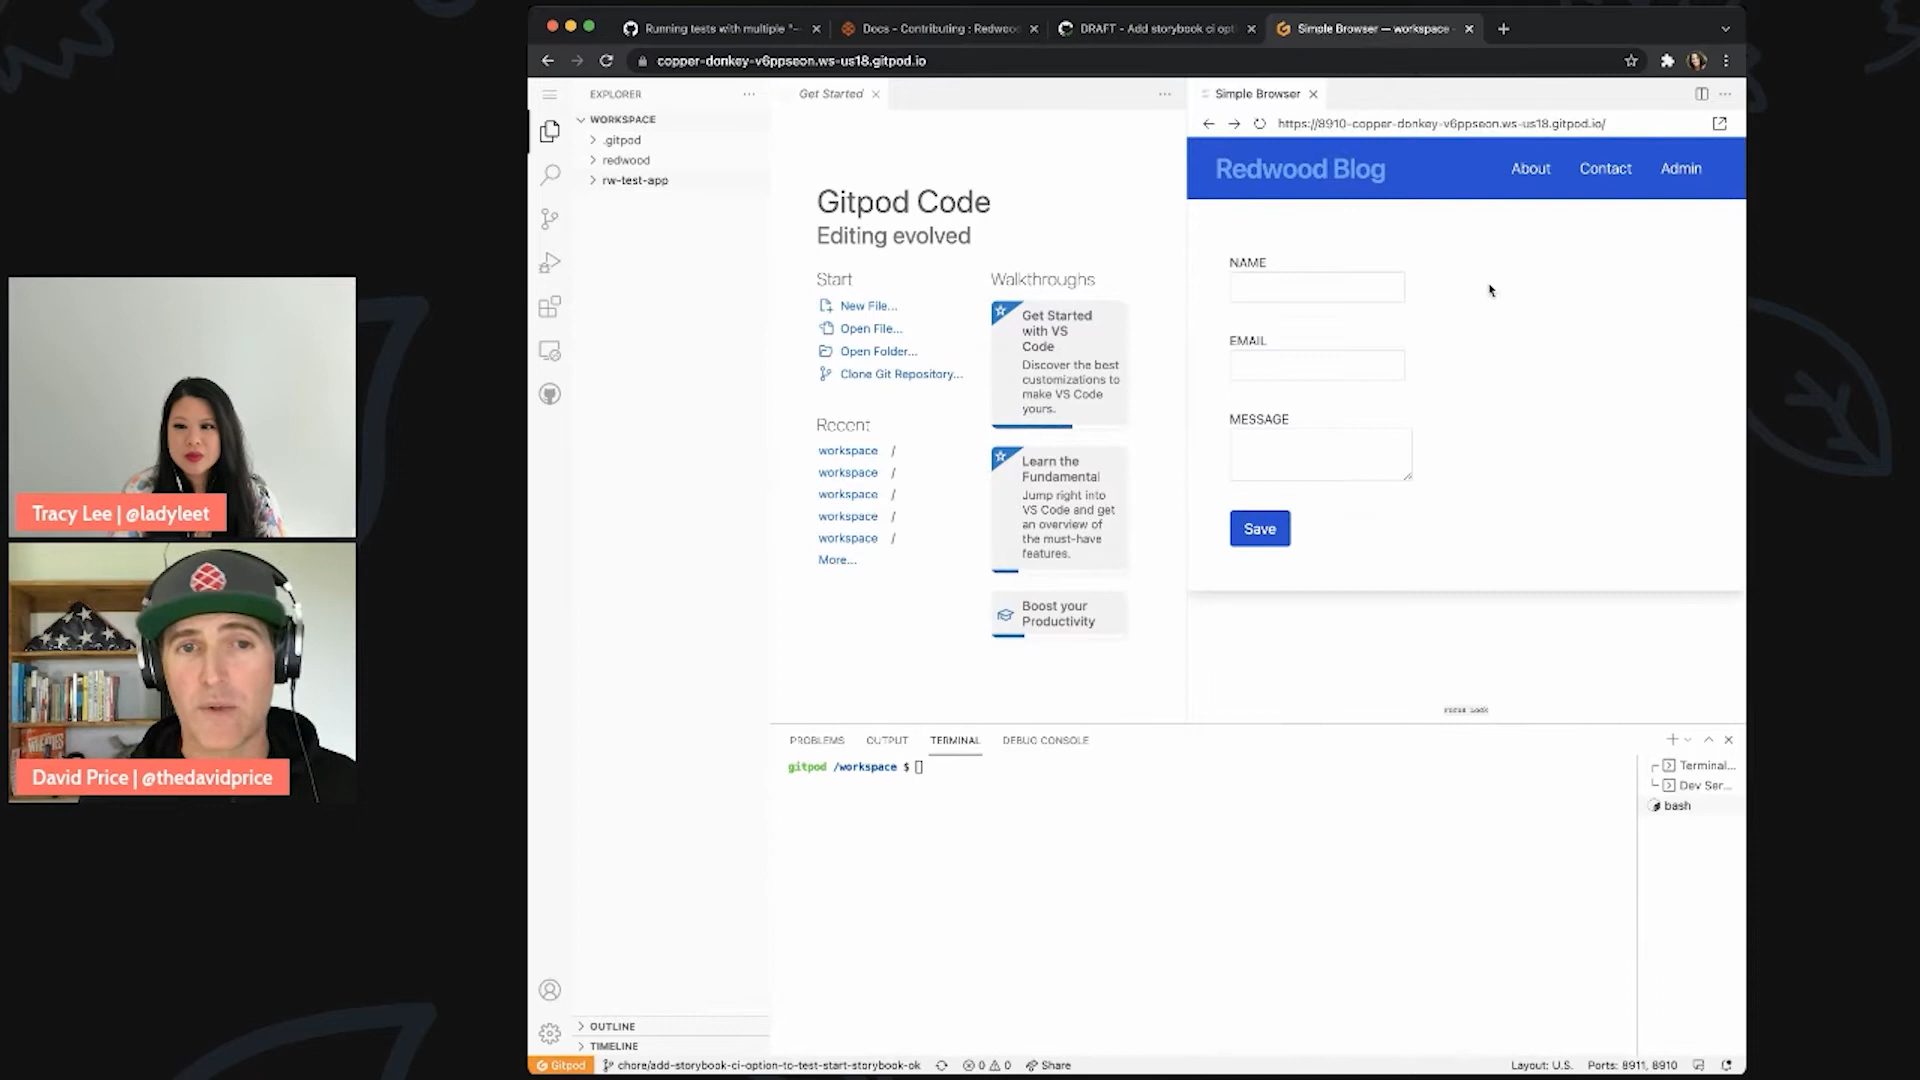 Running tests with multiple "--
Docs - Contributing : Redwood
DRAFT - Add storybook ci opti
Simple Browser — workspace -
copper-donkey-v6ppseon.ws-us18.gitpod.io
EXPLORER
WORKSPACE
.gitpod
redwood
rw-test-app
OUTLINE
TIMELINE
Get Started
Gitpod Code
Editing evolved
Start
New File...
Open File...
Open Folder...
Clone Git Repository...
Recent
workspace /
workspace /
workspace /
workspace /
workspace /
More...
Walkthroughs
Get Started
with VS
Code
Discover the best
customizations to
make VS Code
yours.
Learn the
Fundamental
Jump right into
VS Code and get
an overview of
the must-have
features.
Boost your
Productivity
Simple Browser
https://8910-copper-donkey-v6ppseon.ws-us18.gitpod.io/
Redwood Blog
About
Contact
Admin
NAME
EMAIL
MESSAGE
Save
PROBLEMS
OUTPUT
TERMINAL
DEBUG CONSOLE
gitpod /workspace $
Terminal...
Dev Ser...
bash
Gitpod
chore/add-storybook-ci-option-to-test-start-storybook-ok
0
0
Share
Layout: U.S.
Ports: 8911, 8910
Tracy Lee | @ladyleet
David Price | @thedavidprice